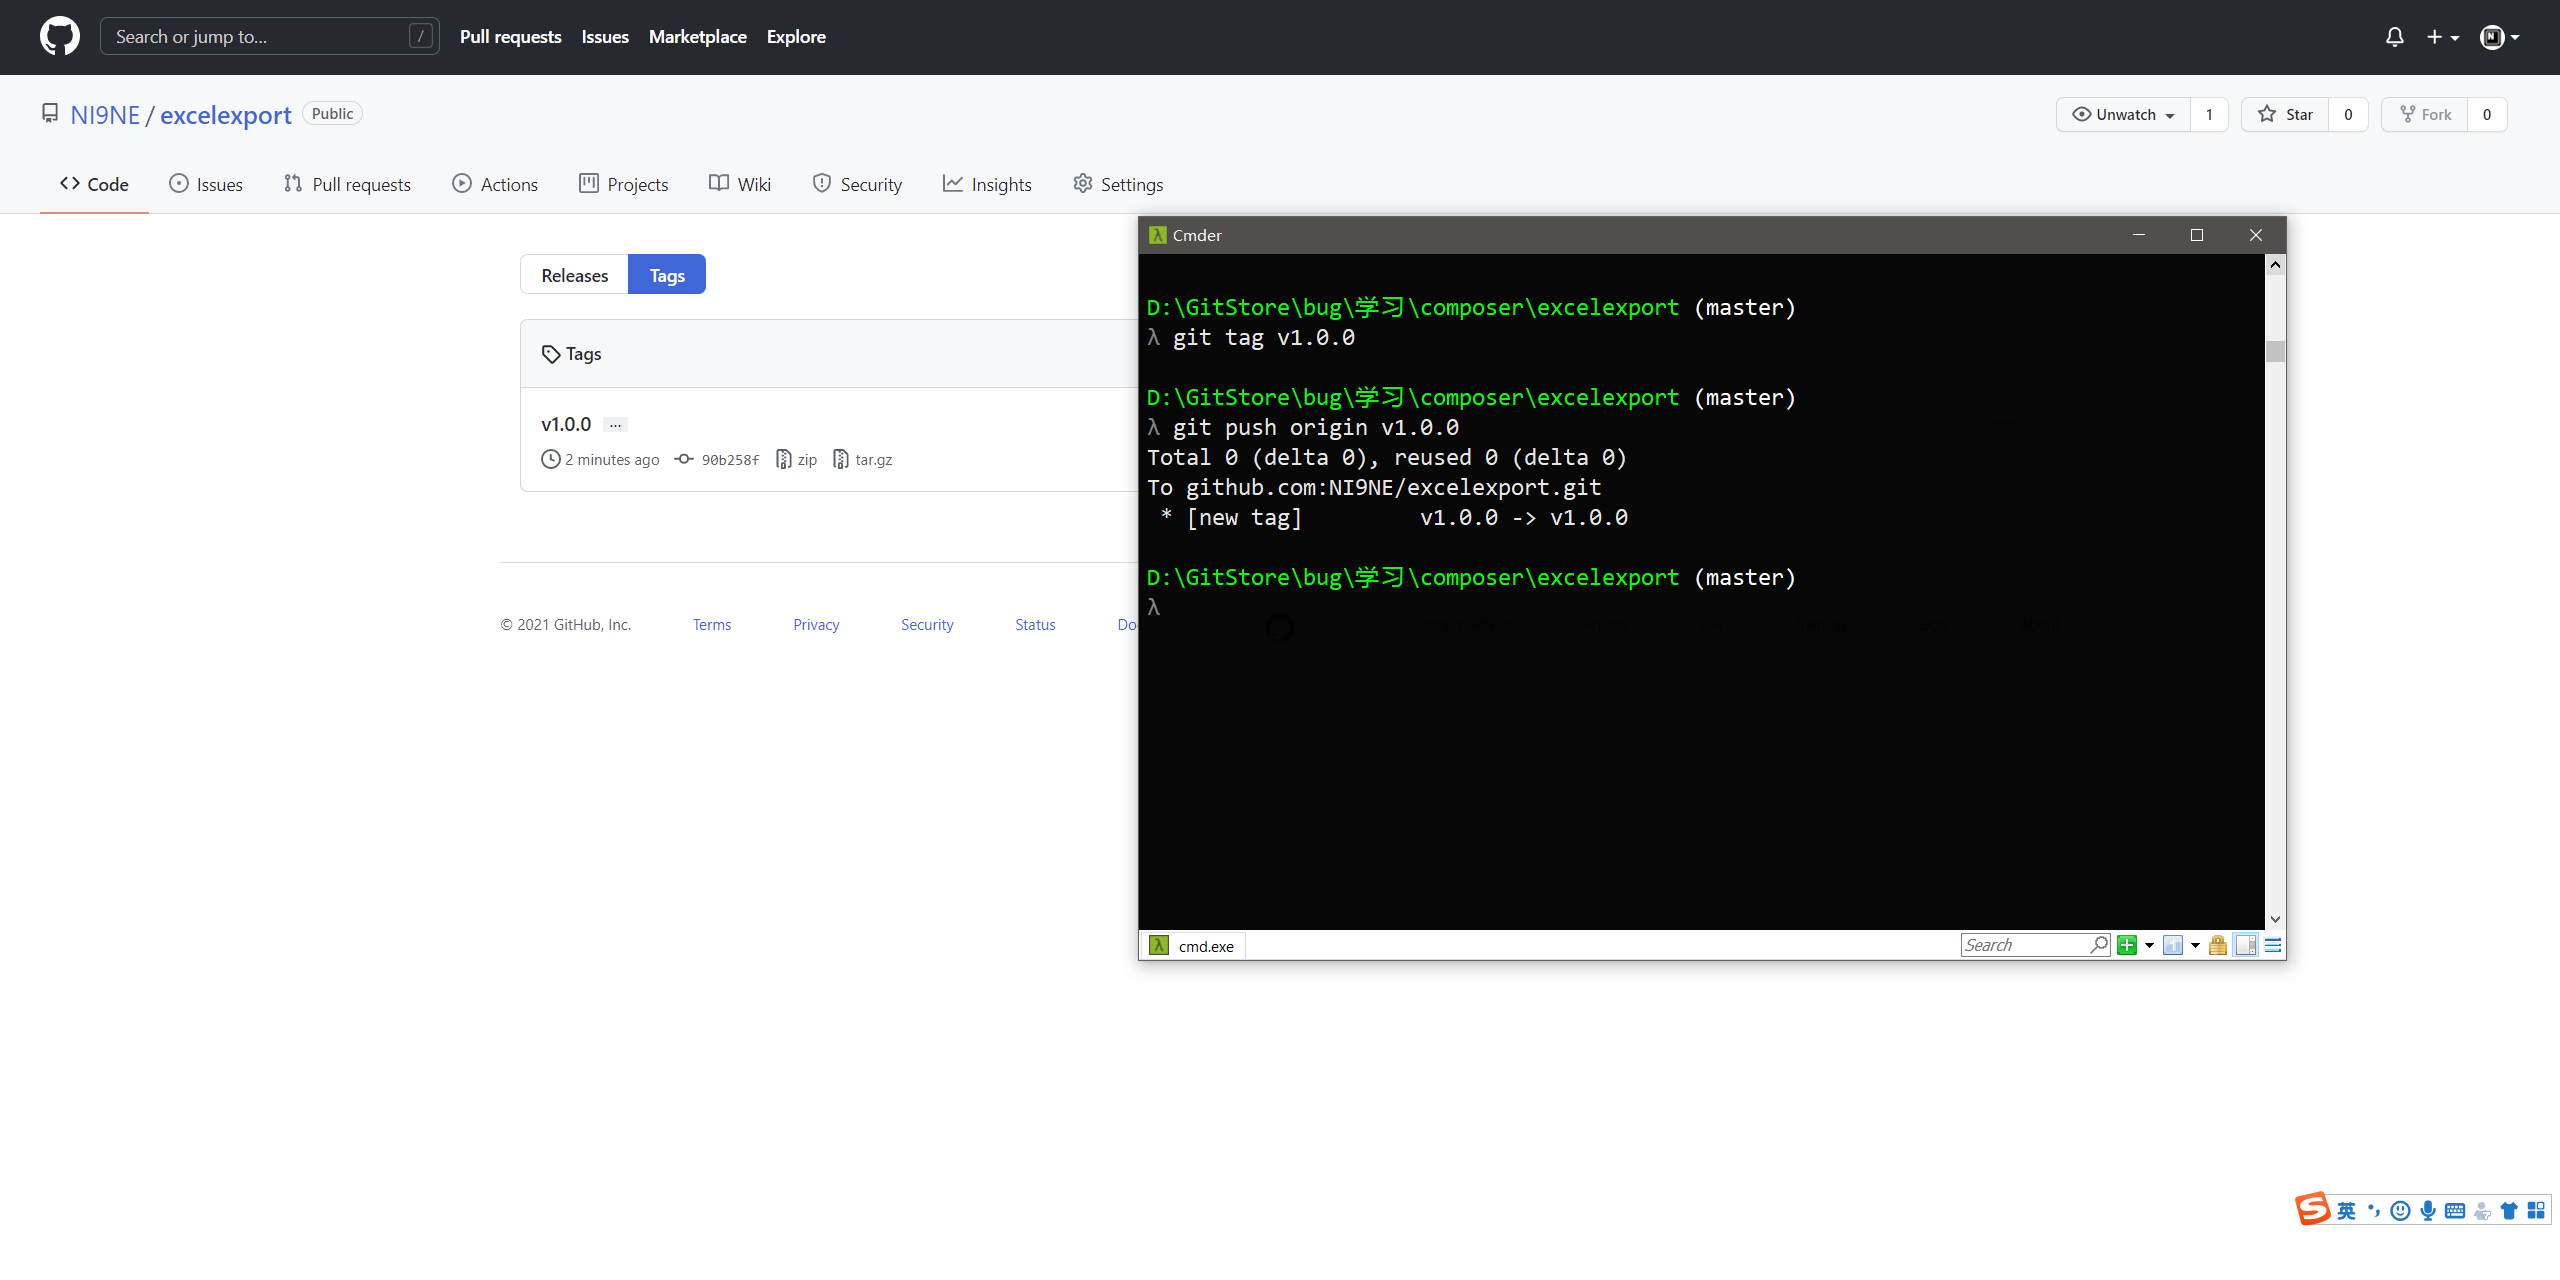 Search or jump to... / Pull requests Issues Marketplace Explore
NI9NE / excelexport Public Unwatch 1 Star 0 Fork 0
Code Issues Pull requests Actions Projects Wiki Security Insights Settings
Releases Tags
Tags
v1.0.0 ...
2 minutes ago 90b258f zip tar.gz
© 2021 GitHub, Inc. Terms Privacy Security Status
Cmder
D:\GitStore\bug\学习\composer\excelexport (master)
λ git tag v1.0.0
D:\GitStore\bug\学习\composer\excelexport (master)
λ git push origin v1.0.0
Total 0 (delta 0), reused 0 (delta 0)
To github.com:NI9NE/excelexport.git
* [new tag] v1.0.0 -> v1.0.0
D:\GitStore\bug\学习\composer\excelexport (master)
λ
cmd.exe Search
英